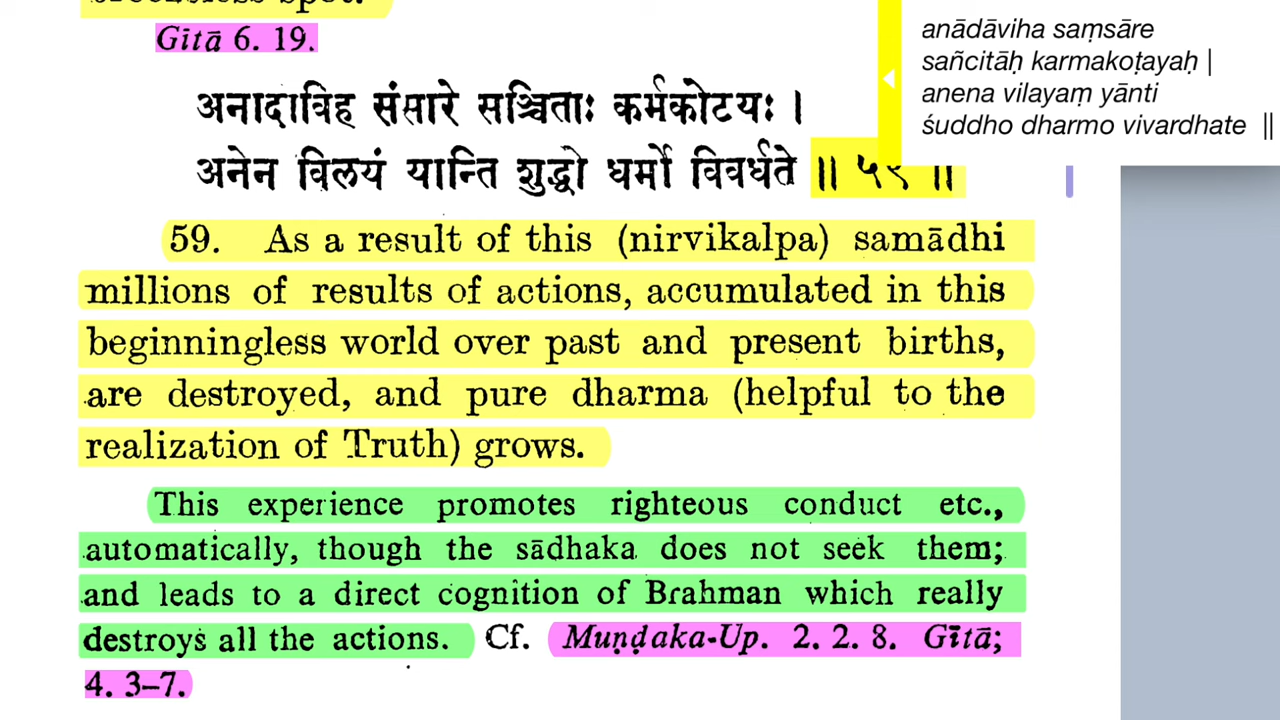 Gītā 6. 19.
अनादाविह संसारे सञ्चिताः कर्मकोटयः ।
अनेन विलयं यान्ति शुद्धो धर्मो विवर्धते ॥ ५९ ॥
59. As a result of this (nirvikalpa) samādhi
millions of results of actions, accumulated in this
beginningless world over past and present births,
are destroyed, and pure dharma (helpful to the
realization of Truth) grows.
This experience promotes righteous conduct etc.,
automatically, though the sādhaka does not seek them;
and leads to a direct cognition of Brahman which really
destroys all the actions. Cf. Muṇḍaka-Up. 2. 2. 8. Gītā;
4. 3–7.
anādāviha saṃsāre
sañcitāḥ karmakoṭayaḥ |
anena vilayaṃ yānti
śuddho dharmo vivardhate ||